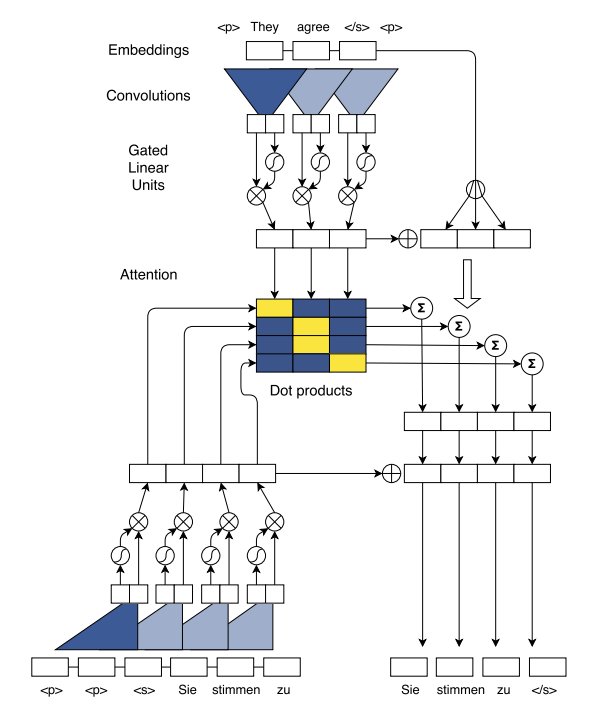 <p> They agree </s> <p>
Embeddings
Convolutions
Gated
Linear
Units
Attention
Σ
Σ
Σ
Σ
Dot products
<p> <p> <s> Sie stimmen zu
Sie stimmen zu </s>